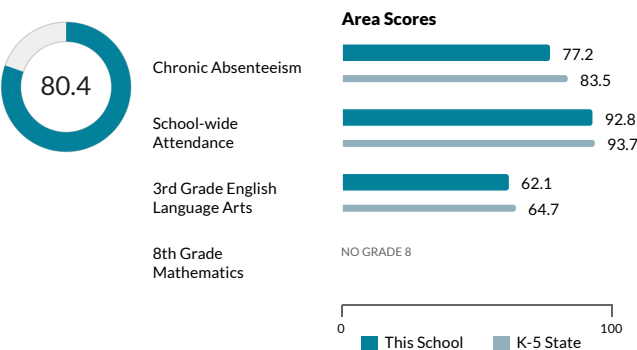 Area Scores
80.4
Chronic Absenteeism
77.2
83.5
School-wide
Attendance
92.8
93.7
3rd Grade English
Language Arts
62.1
64.7
8th Grade
Mathematics
NO GRADE 8
0 100
This School K-5 State